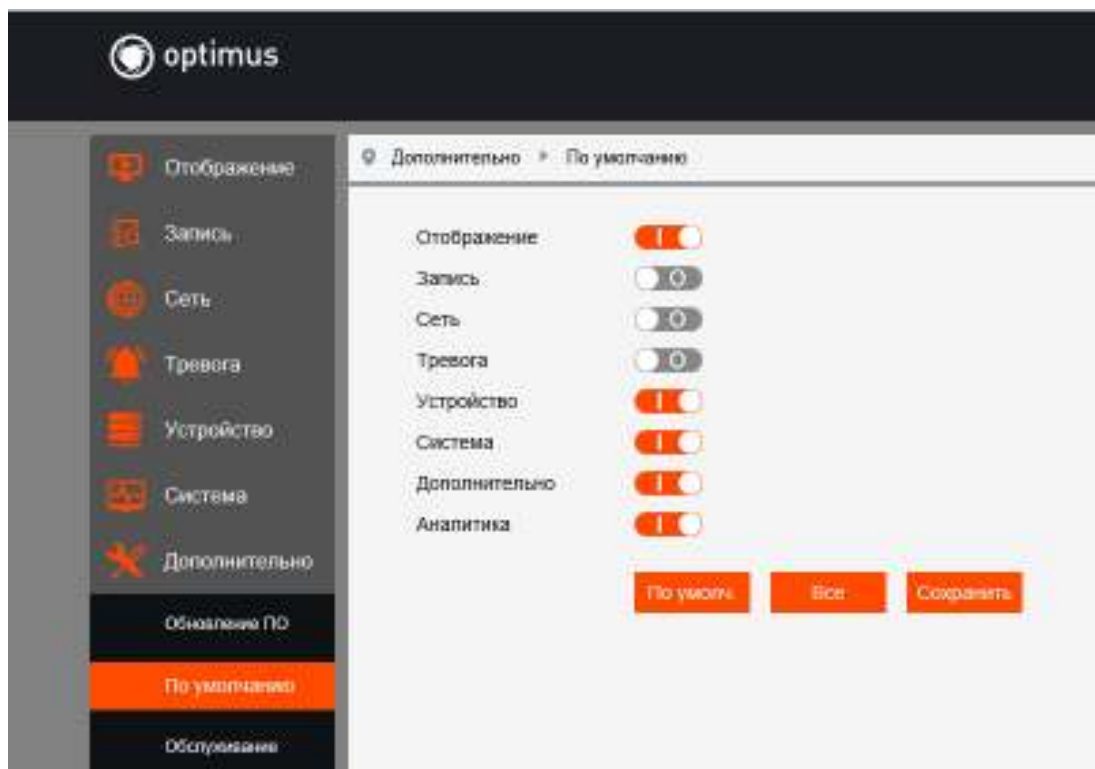 optimus
Отображение
Запись
Сеть
Тревога
Устройство
Система
Дополнительно
Обновление ПО
По умолчанию
Обслуживание
Дополнительно По умолчанию
Отображение
Запись
Сеть
Тревога
Устройство
Система
Дополнительно
Аналитика
По умолч. Все Сохранить